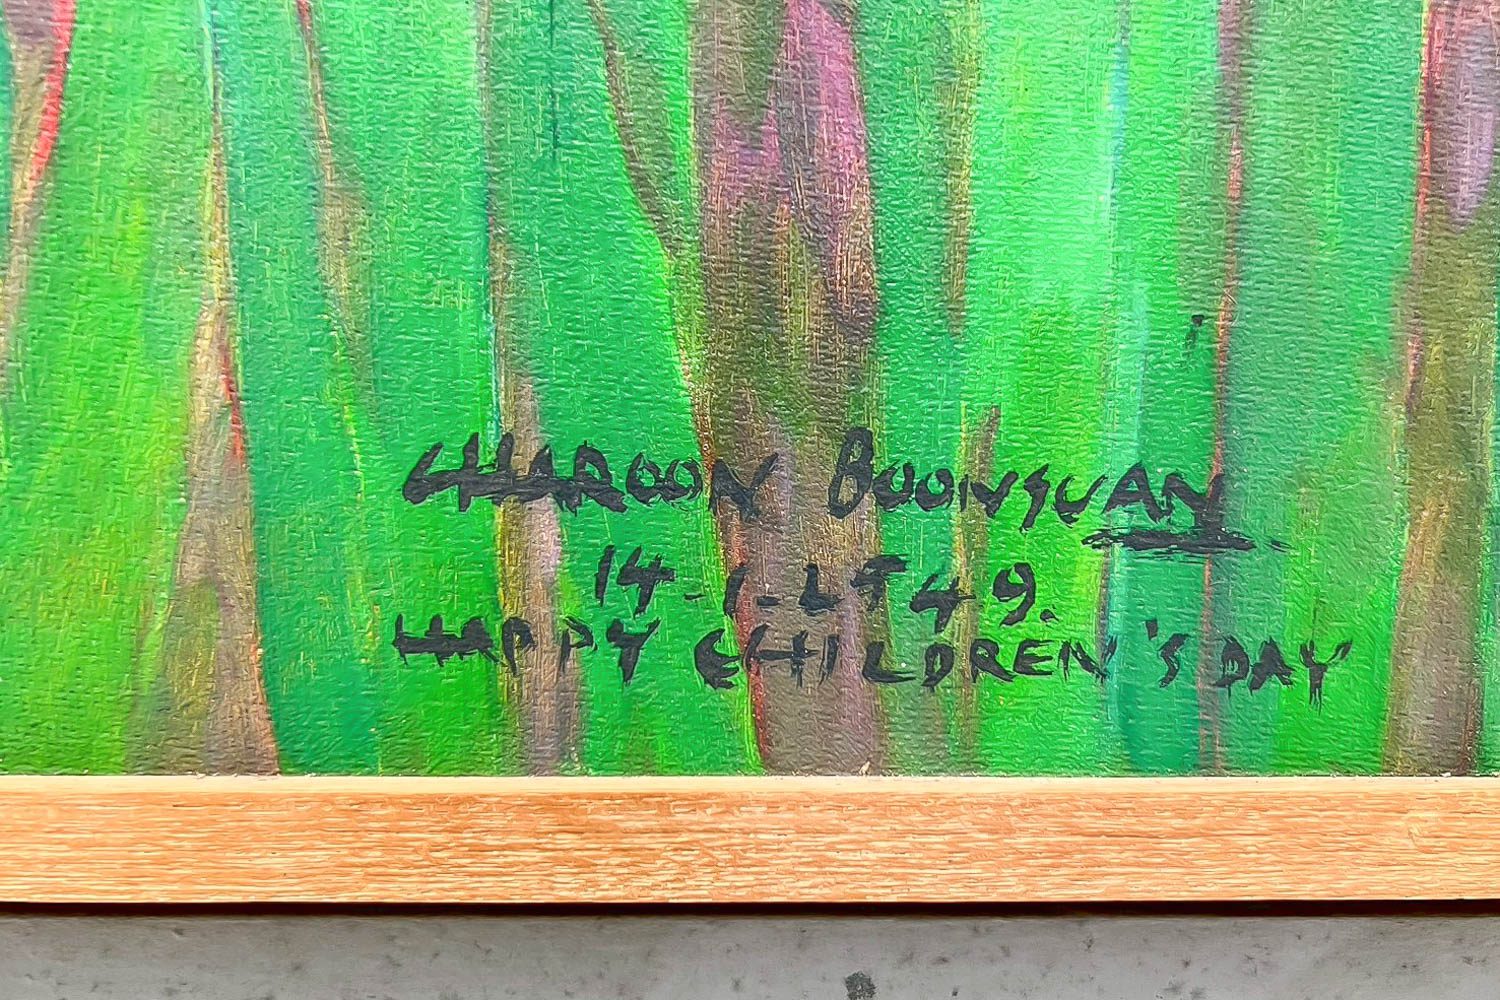 CHAROON BOONSUAN
14.1.2549.
HAPPY CHILDREN'S DAY